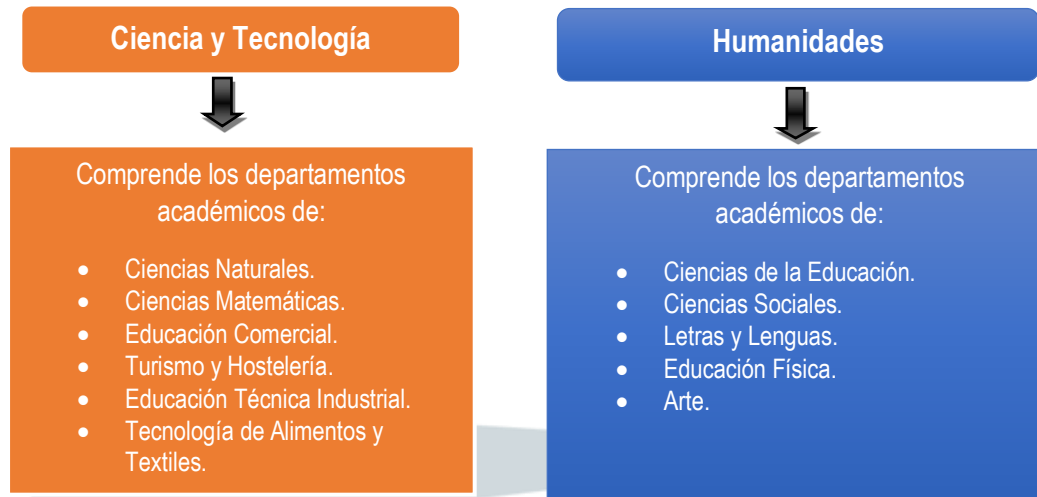 Ciencia y Tecnología
Comprende los departamentos
académicos de:
• Ciencias Naturales.
• Ciencias Matemáticas.
• Educación Comercial.
• Turismo y Hostelería.
• Educación Técnica Industrial.
• Tecnología de Alimentos y
Textiles.
Humanidades
Comprende los departamentos
académicos de:
• Ciencias de la Educación.
• Ciencias Sociales.
• Letras y Lenguas.
• Educación Física.
• Arte.